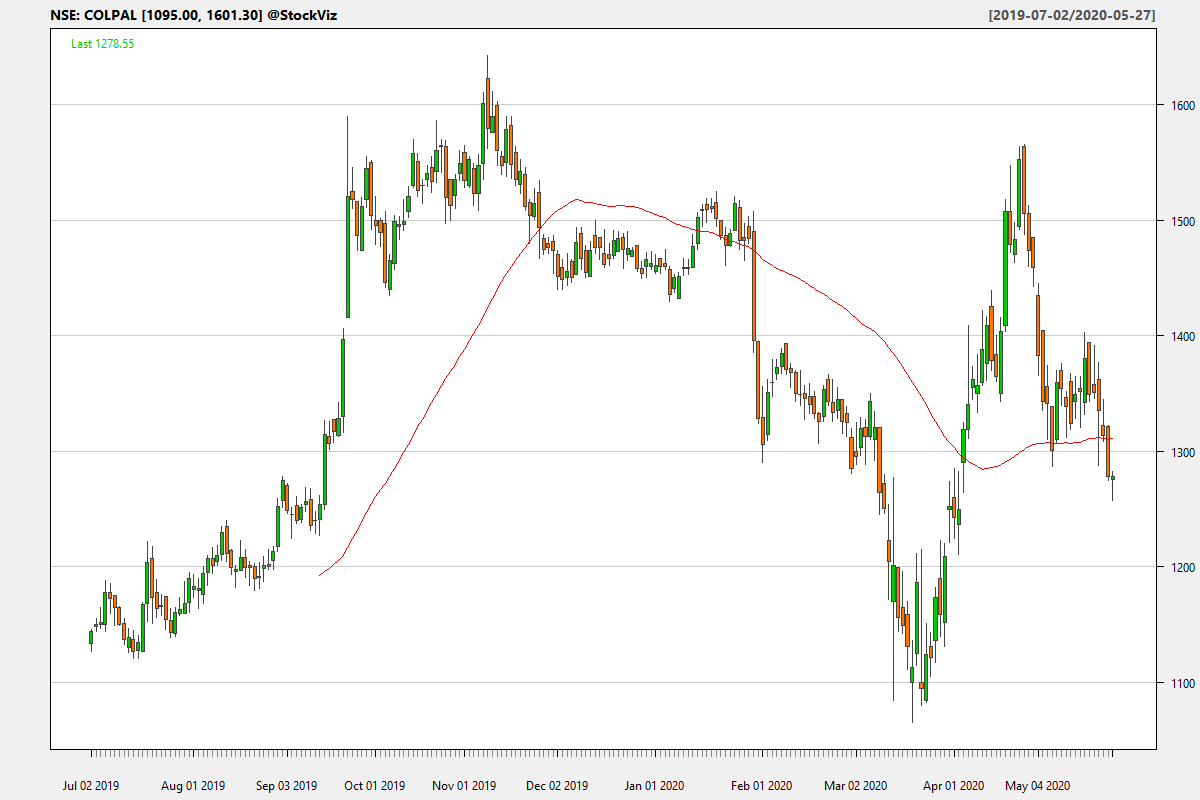 NSE: COLPAL [1095.00, 1601.30] @StockViz [2019-07-02/2020-05-27]
Last 1278.55
1600
1500
1400
1300
1200
1100
Jul 02 2019 Aug 01 2019 Sep 03 2019 Oct 01 2019 Nov 01 2019 Dec 02 2019 Jan 01 2020 Feb 01 2020 Mar 02 2020 Apr 01 2020 May 04 2020